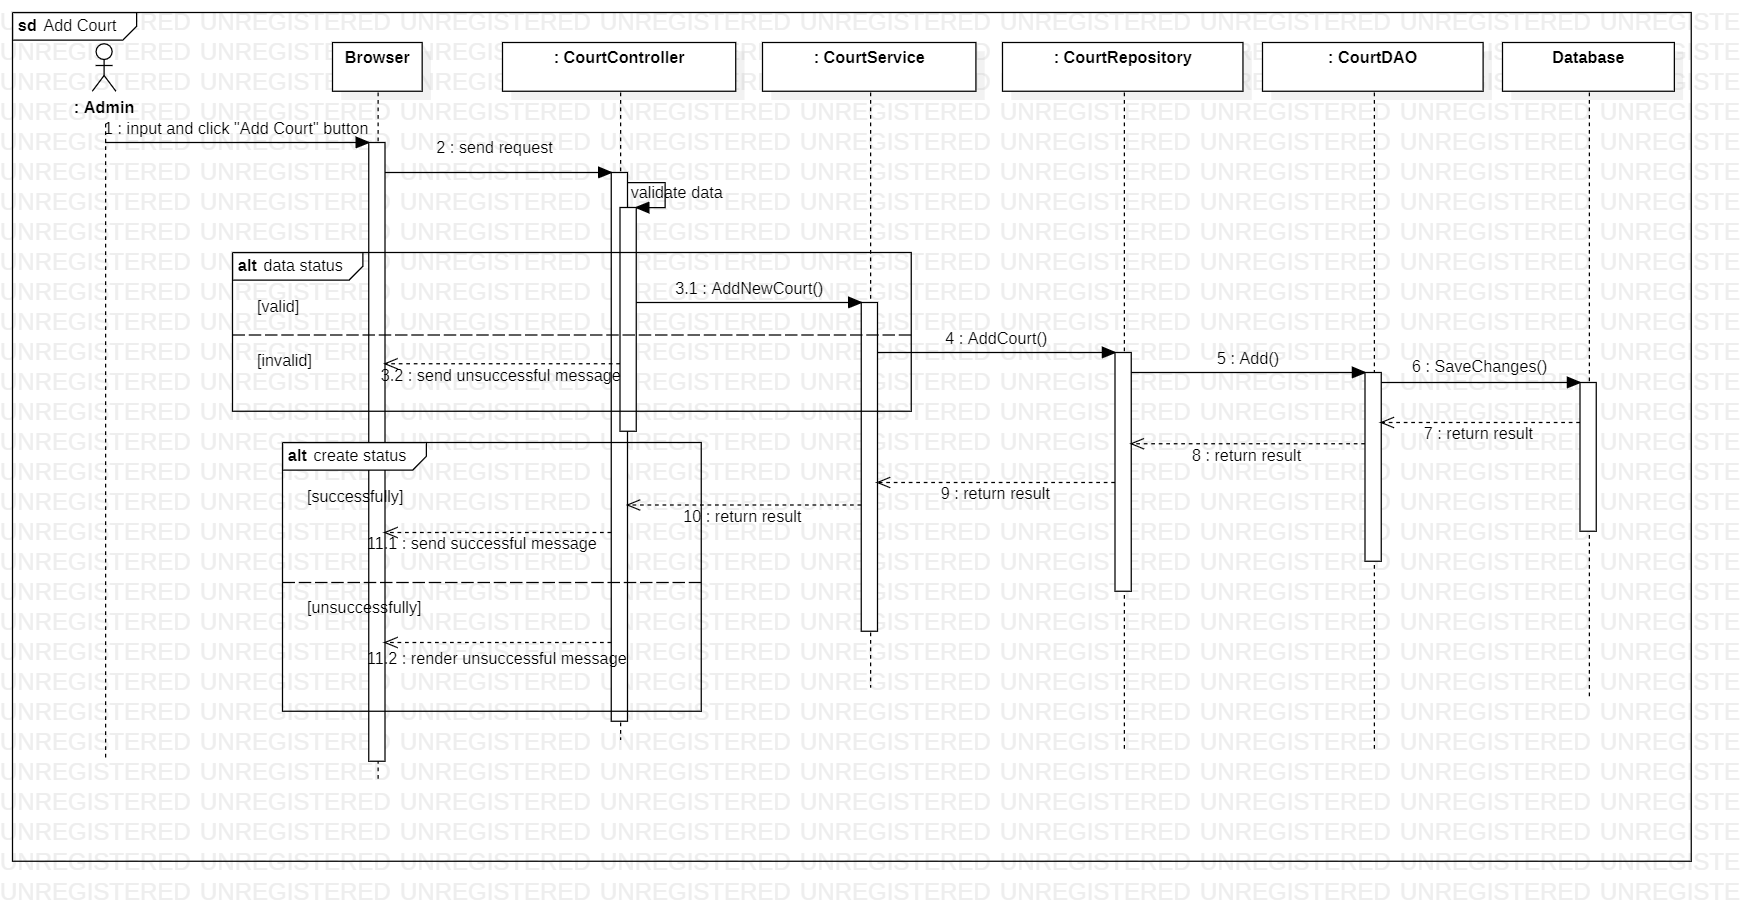 sd Add Court
: Admin
Browser
: CourtController
: CourtService
: CourtRepository
: CourtDAO
Database
1 : input and click "Add Court" button
2 : send request
validate data
alt data status
3.1 : AddNewCourt()
[valid]
4 : AddCourt()
5 : Add()
6 : SaveChanges()
[invalid]
3.2 : send unsuccessful message
7 : return result
8 : return result
alt create status
9 : return result
[successfully]
10 : return result
11.1 : send successful message
[unsuccessfully]
11.2 : render unsuccessful message
UNREGISTERED